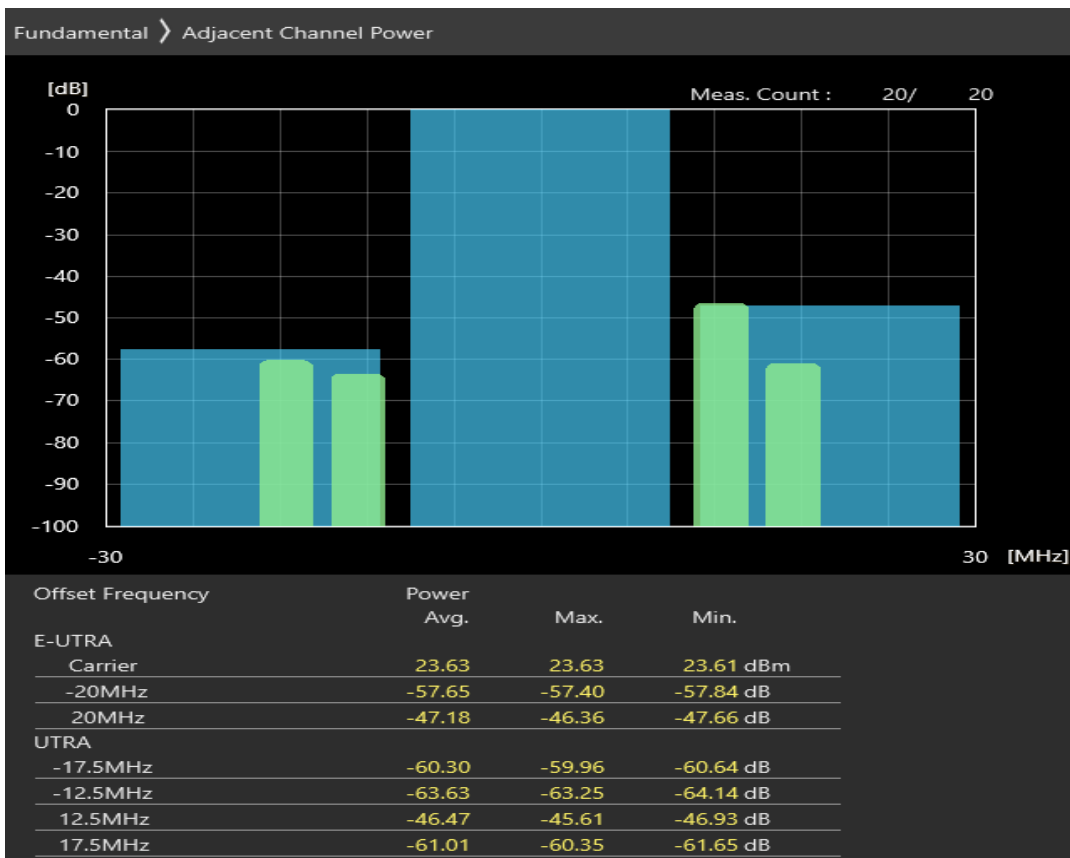 Fundamental 〉 Adjacent Channel Power
[dB]
Meas. Count : 20/ 20
0
-10
-20
-30
-40
-50
-60
-70
-80
-90
-100
-30 30 [MHz]
Offset Frequency Power
Avg. Max. Min.
E-UTRA
Carrier 23.63 23.63 23.61 dBm
-20MHz -57.65 -57.40 -57.84 dB
20MHz -47.18 -46.36 -47.66 dB
UTRA
-17.5MHz -60.30 -59.96 -60.64 dB
-12.5MHz -63.63 -63.25 -64.14 dB
12.5MHz -46.47 -45.61 -46.93 dB
17.5MHz -61.01 -60.35 -61.65 dB